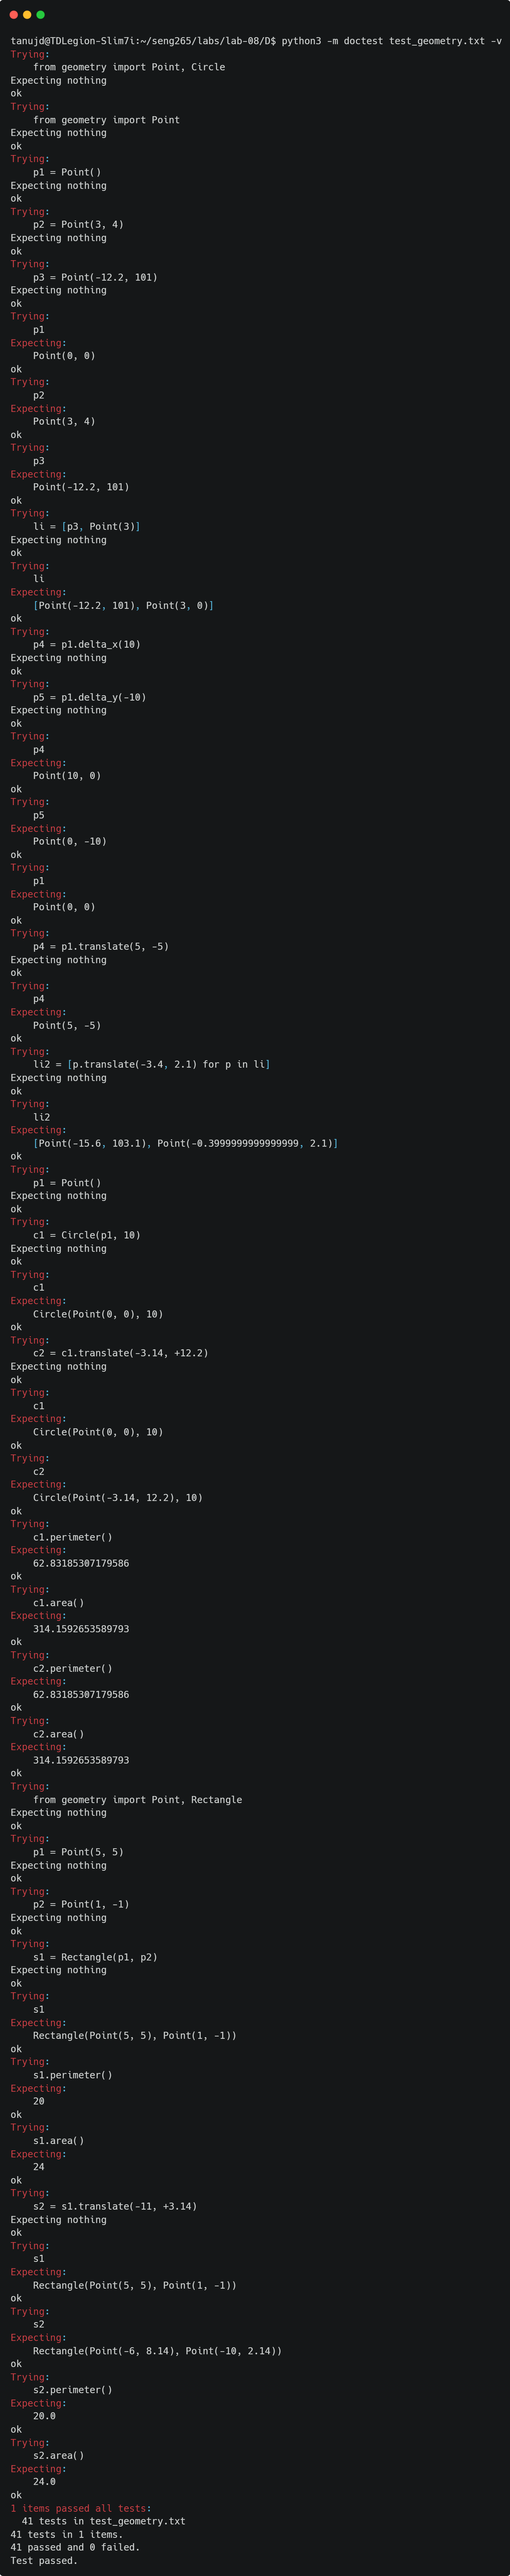 tanujd@TDLegion-Slim7i:~/seng265/labs/lab-08/D$ python3 -m doctest test_geometry.txt -v
Trying:
    from geometry import Point, Circle
Expecting nothing
ok
Trying:
    from geometry import Point
Expecting nothing
ok
Trying:
    p1 = Point()
Expecting nothing
ok
Trying:
    p2 = Point(3, 4)
Expecting nothing
ok
Trying:
    p3 = Point(-12.2, 101)
Expecting nothing
ok
Trying:
    p1
Expecting:
    Point(0, 0)
ok
Trying:
    p2
Expecting:
    Point(3, 4)
ok
Trying:
    p3
Expecting:
    Point(-12.2, 101)
ok
Trying:
    li = [p3, Point(3)]
Expecting nothing
ok
Trying:
    li
Expecting:
    [Point(-12.2, 101), Point(3, 0)]
ok
Trying:
    p4 = p1.delta_x(10)
Expecting nothing
ok
Trying:
    p5 = p1.delta_y(-10)
Expecting nothing
ok
Trying:
    p4
Expecting:
    Point(10, 0)
ok
Trying:
    p5
Expecting:
    Point(0, -10)
ok
Trying:
    p1
Expecting:
    Point(0, 0)
ok
Trying:
    p4 = p1.translate(5, -5)
Expecting nothing
ok
Trying:
    p4
Expecting:
    Point(5, -5)
ok
Trying:
    li2 = [p.translate(-3.4, 2.1) for p in li]
Expecting nothing
ok
Trying:
    li2
Expecting:
    [Point(-15.6, 103.1), Point(-0.3999999999999999, 2.1)]
ok
Trying:
    p1 = Point()
Expecting nothing
ok
Trying:
    c1 = Circle(p1, 10)
Expecting nothing
ok
Trying:
    c1
Expecting:
    Circle(Point(0, 0), 10)
ok
Trying:
    c2 = c1.translate(-3.14, +12.2)
Expecting nothing
ok
Trying:
    c1
Expecting:
    Circle(Point(0, 0), 10)
ok
Trying:
    c2
Expecting:
    Circle(Point(-3.14, 12.2), 10)
ok
Trying:
    c1.perimeter()
Expecting:
    62.83185307179586
ok
Trying:
    c1.area()
Expecting:
    314.1592653589793
ok
Trying:
    c2.perimeter()
Expecting:
    62.83185307179586
ok
Trying:
    c2.area()
Expecting:
    314.1592653589793
ok
Trying:
    from geometry import Point, Rectangle
Expecting nothing
ok
Trying:
    p1 = Point(5, 5)
Expecting nothing
ok
Trying:
    p2 = Point(1, -1)
Expecting nothing
ok
Trying:
    s1 = Rectangle(p1, p2)
Expecting nothing
ok
Trying:
    s1
Expecting:
    Rectangle(Point(5, 5), Point(1, -1))
ok
Trying:
    s1.perimeter()
Expecting:
    20
ok
Trying:
    s1.area()
Expecting:
    24
ok
Trying:
    s2 = s1.translate(-11, +3.14)
Expecting nothing
ok
Trying:
    s1
Expecting:
    Rectangle(Point(5, 5), Point(1, -1))
ok
Trying:
    s2
Expecting:
    Rectangle(Point(-6, 8.14), Point(-10, 2.14))
ok
Trying:
    s2.perimeter()
Expecting:
    20.0
ok
Trying:
    s2.area()
Expecting:
    24.0
ok
1 items passed all tests:
  41 tests in test_geometry.txt
41 tests in 1 items.
41 passed and 0 failed.
Test passed.